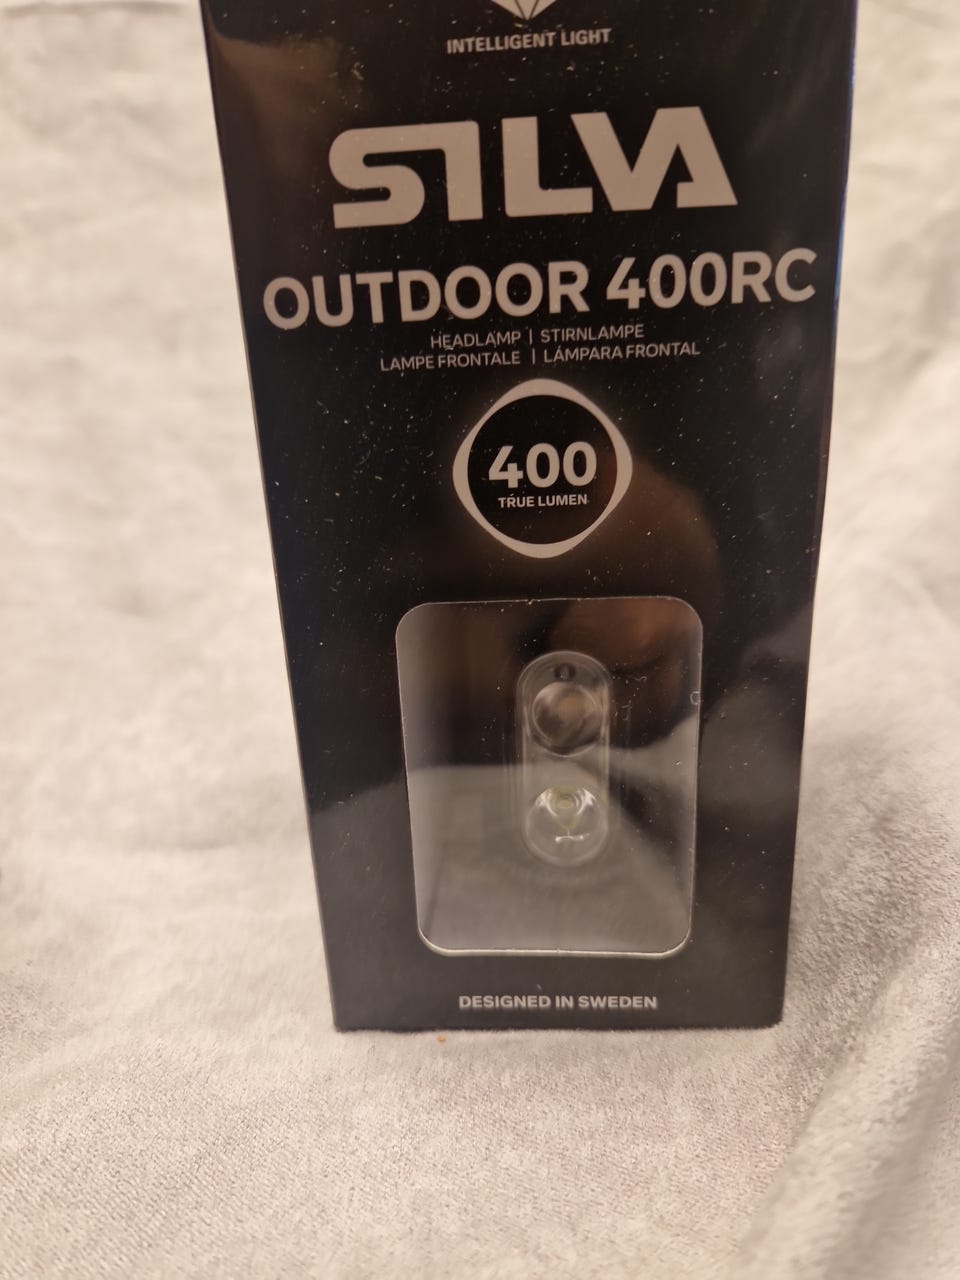 INTELLIGENT LIGHT
SILVA
OUTDOOR 400RC
HEADLAMP | STIRNLAMPE
LAMPE FRONTALE | LÁMPARA FRONTAL
400
TRUE LUMEN
DESIGNED IN SWEDEN